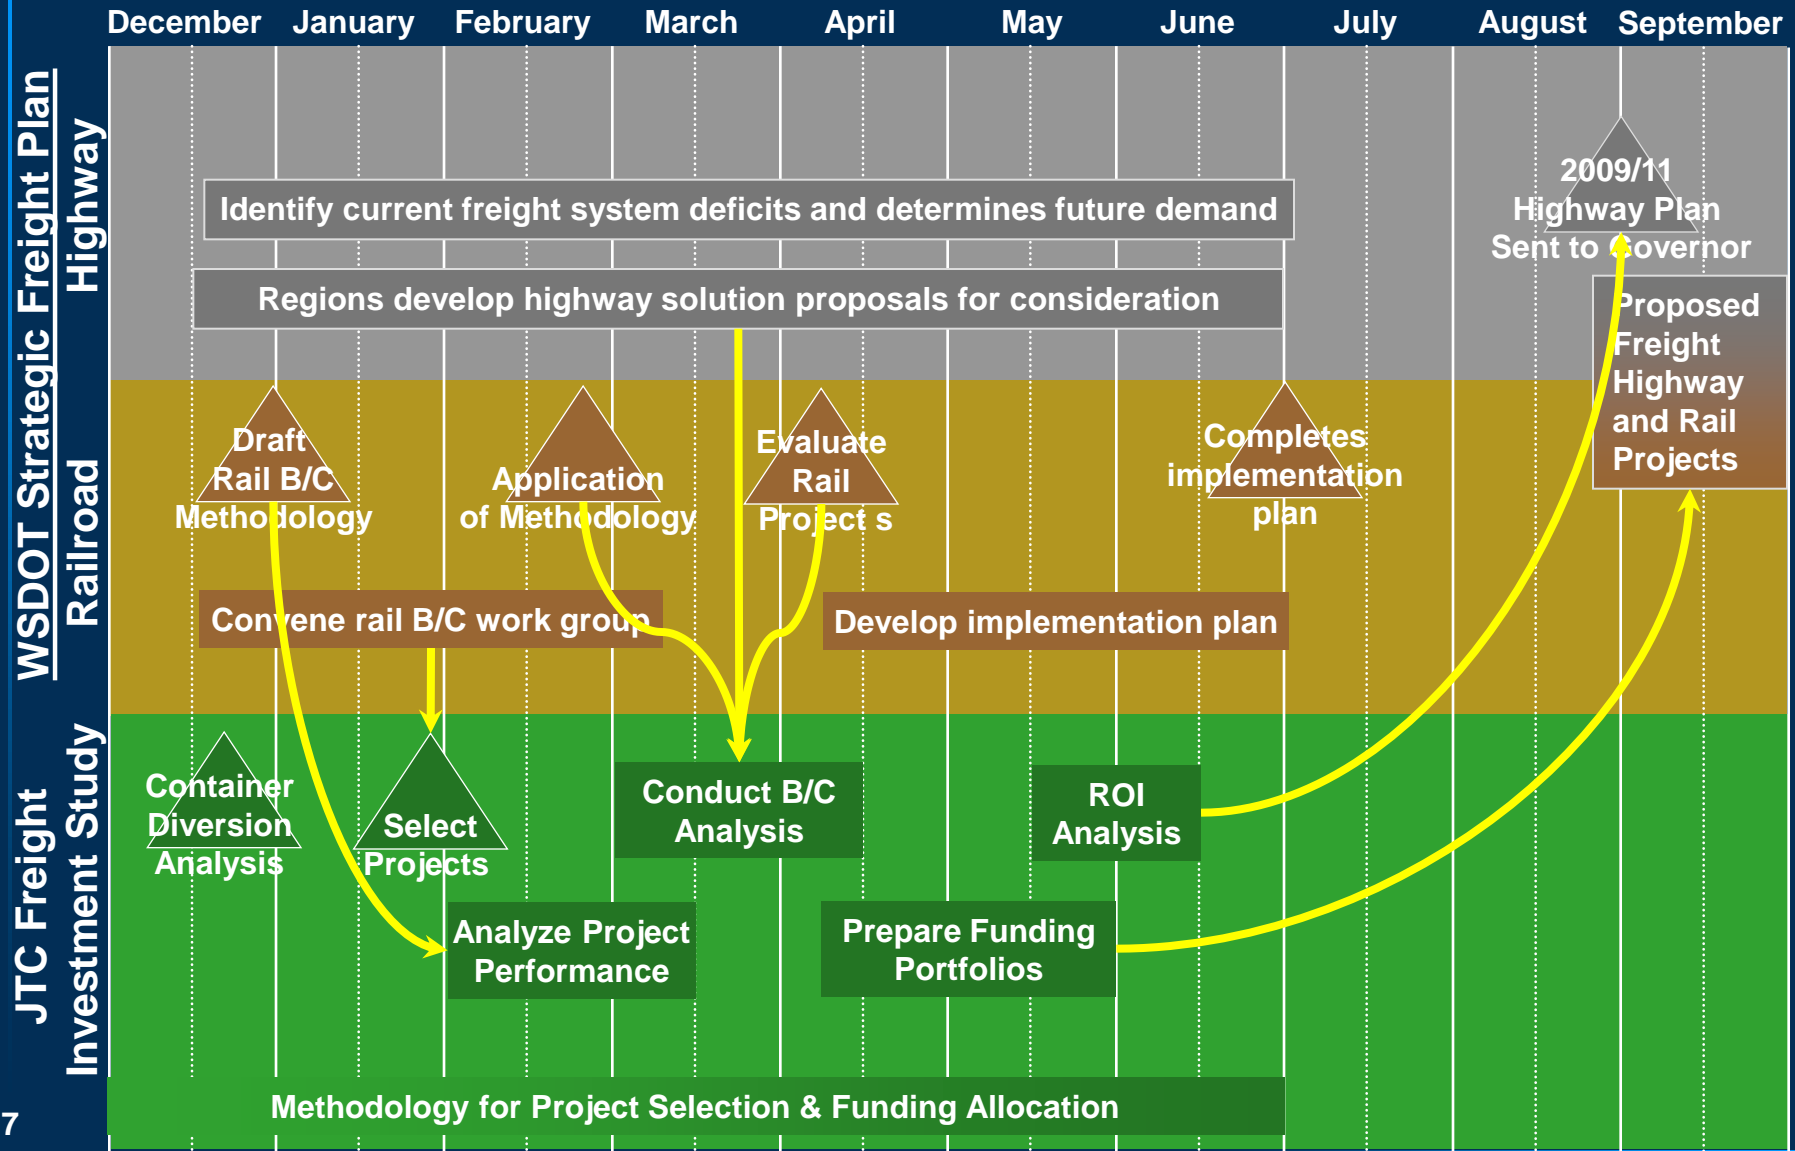 December January February March April May June July August September
WSDOT Strategic Freight Plan
Highway
Identify current freight system deficits and determines future demand
Regions develop highway solution proposals for consideration
2009/11
Highway Plan
Sent to Governor
Proposed
Freight
Highway
and Rail
Projects
Railroad
Draft
Rail B/C
Methodology
Application
of Methodology
Evaluate
Rail
Project s
Completes
implementation
plan
Convene rail B/C work group
Develop implementation plan
JTC Freight
Investment Study
Container
Diversion
Analysis
Select
Projects
Conduct B/C
Analysis
ROI
Analysis
Analyze Project
Performance
Prepare Funding
Portfolios
Methodology for Project Selection & Funding Allocation
7